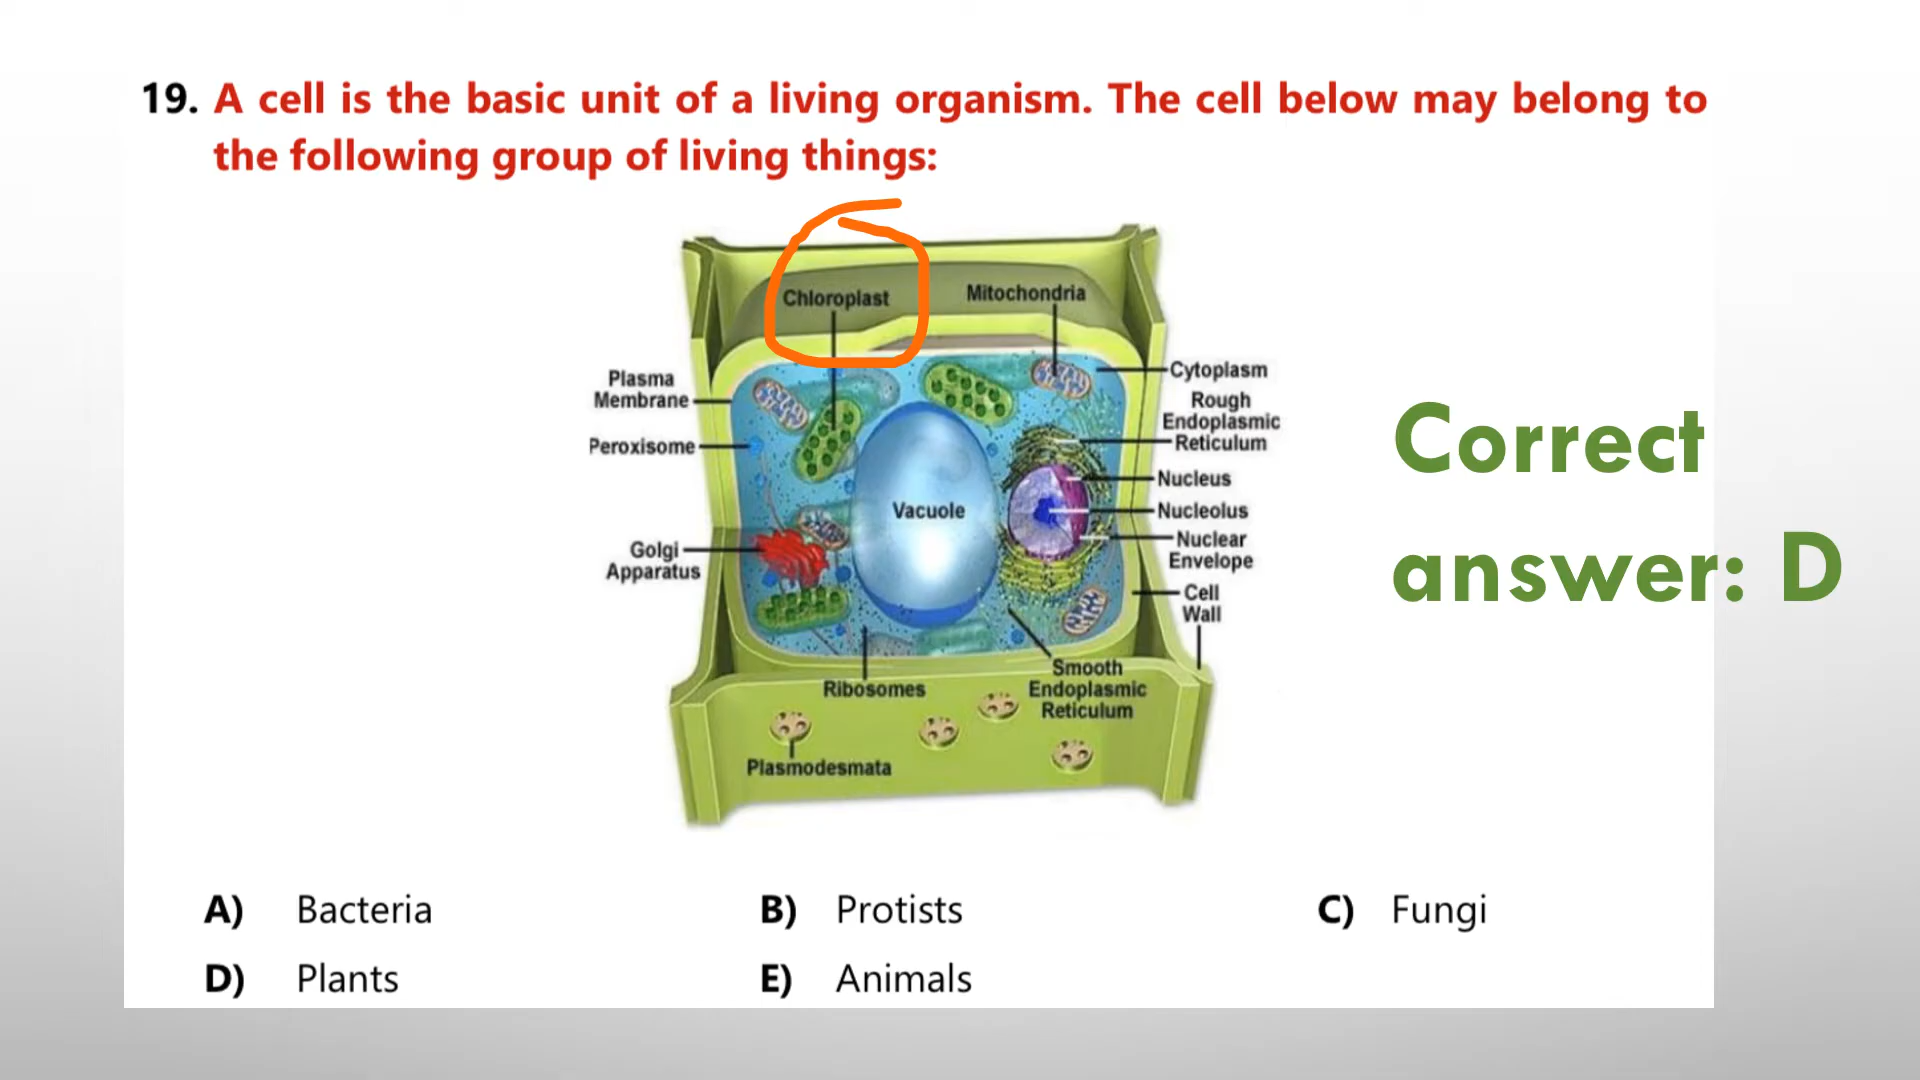 19. A cell is the basic unit of a living organism. The cell below may belong to
the following group of living things:
Chloroplast
Mitochondria
Plasma
Membrane
Peroxisome
Golgi
Apparatus
Vacuole
Cytoplasm
Rough
Endoplasmic
Reticulum
Nucleus
Nucleolus
Nuclear
Envelope
Cell
Wall
Ribosomes
Smooth
Endoplasmic
Reticulum
Plasmodesmata
Correct
answer: D
A) Bacteria B) Protists C) Fungi
D) Plants E) Animals